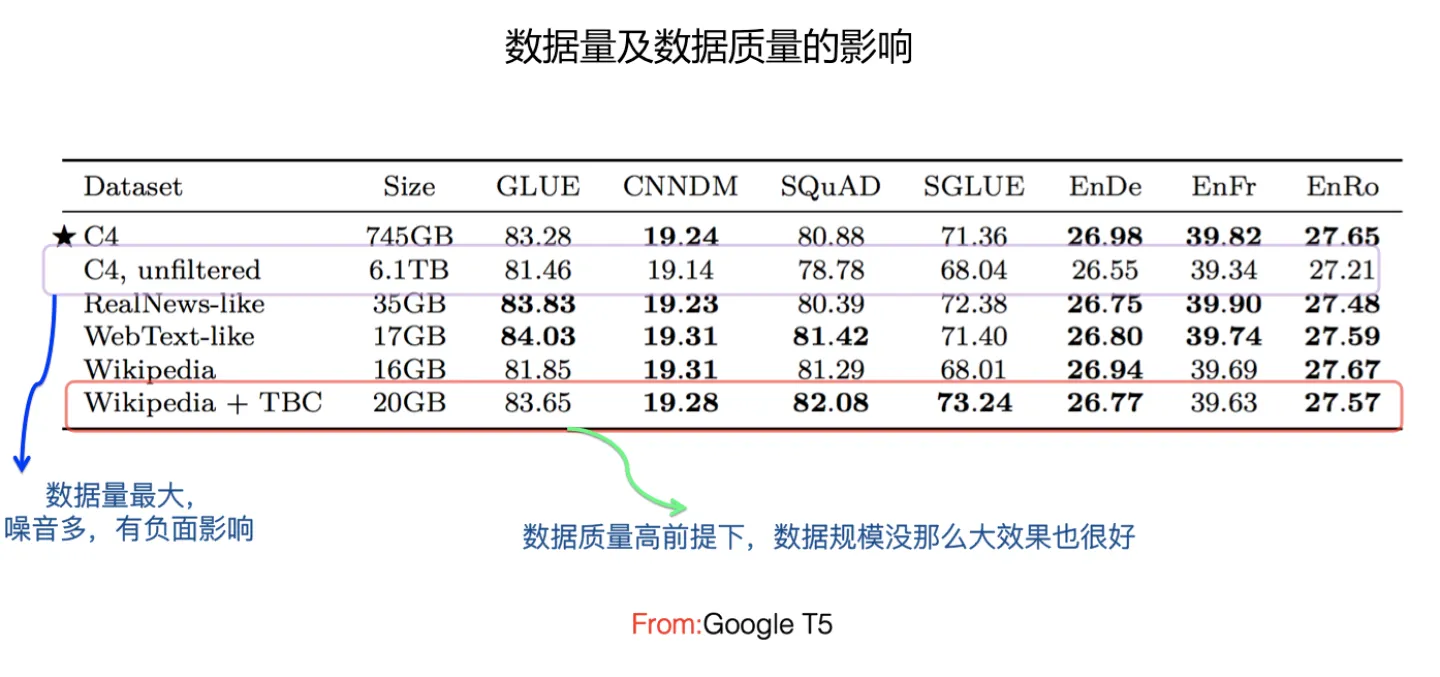 数据量及数据质量的影响
Dataset Size GLUE CNNDM SQuAD SGLUE EnDe EnFr EnRo
★ C4 745GB 83.28 19.24 80.88 71.36 26.98 39.82 27.65
C4, unfiltered 6.1TB 81.46 19.14 78.78 68.04 26.55 39.34 27.21
RealNews-like 35GB 83.83 19.23 80.39 72.38 26.75 39.90 27.48
WebText-like 17GB 84.03 19.31 81.42 71.40 26.80 39.74 27.59
Wikipedia 16GB 81.85 19.31 81.29 68.01 26.94 39.69 27.67
Wikipedia + TBC 20GB 83.65 19.28 82.08 73.24 26.77 39.63 27.57
数据量最大，
噪音多，有负面影响
数据质量高前提下，数据规模没那么大效果也很好
From:Google T5